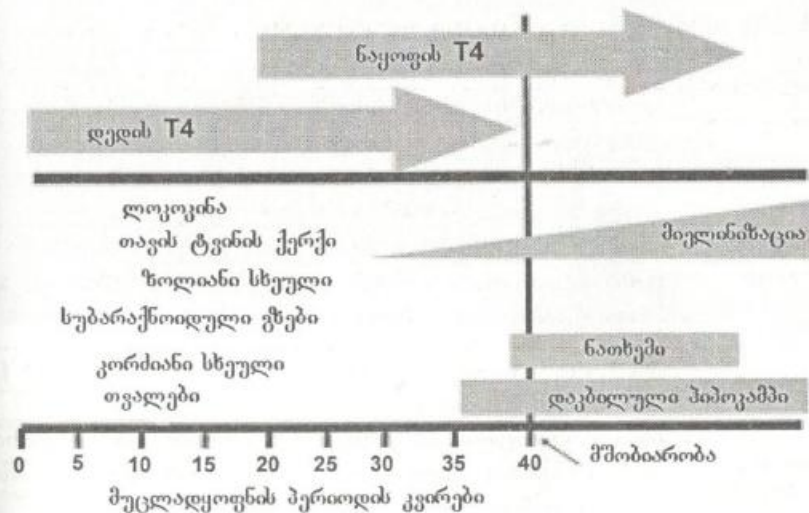 ნაყოფის T4
დედის T4
ლოკოკინა
თავის ტვინის ქერქი
მიელინიზაცია
ზოლიანი სხეული
სუბარაქნოიდული გზები
ნათხემი
კორძიანი სხეული
თვალები
დაკბილული ჰიპოკამპი
0 5 10 15 20 25 30 35 40
მშობიარობა
მუცლადყოფნის პერიოდის კვირები